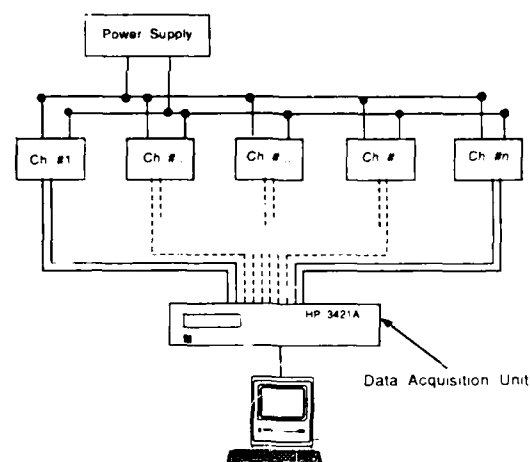 Power Supply
Ch #1
Ch #..
Ch #...
Ch #
Ch #n
HP 3421A
Data Acquisition Unit